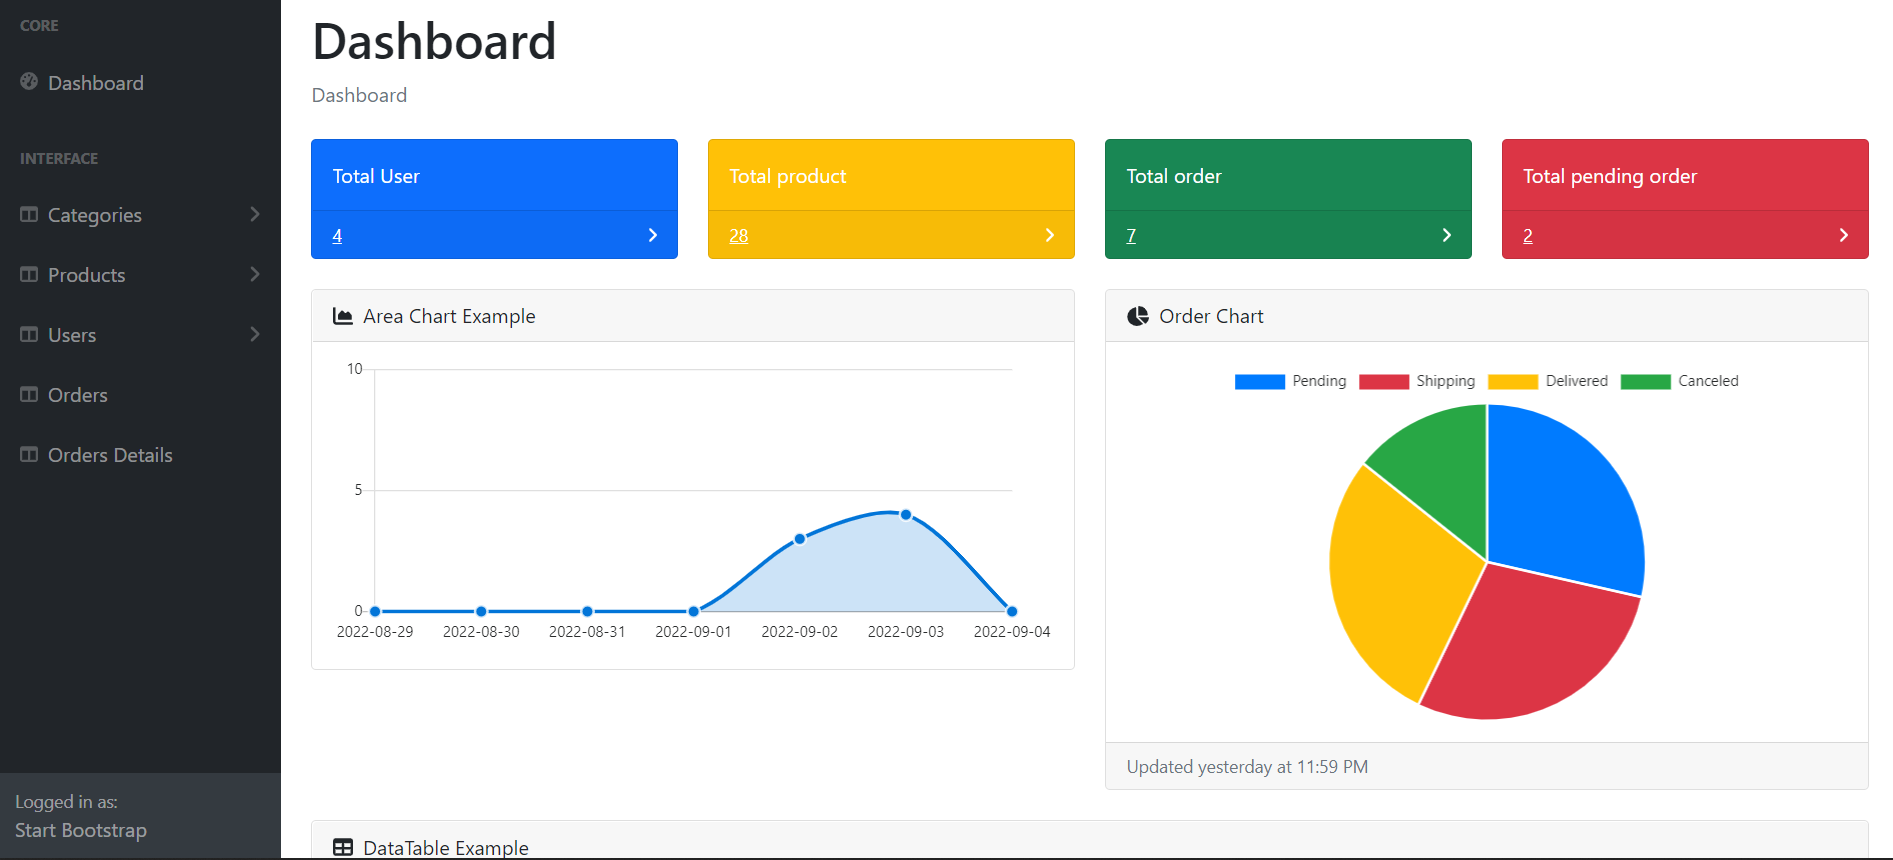 CORE
Dashboard
INTERFACE
Categories
Products
Users
Orders
Orders Details
Logged in as:
Start Bootstrap
Dashboard
Dashboard
Total User
4
Total product
28
Total order
7
Total pending order
2
Area Chart Example
10
5
0
2022-08-29 2022-08-30 2022-08-31 2022-09-01 2022-09-02 2022-09-03 2022-09-04
Order Chart
Pending Shipping Delivered Canceled
Updated yesterday at 11:59 PM
DataTable Example